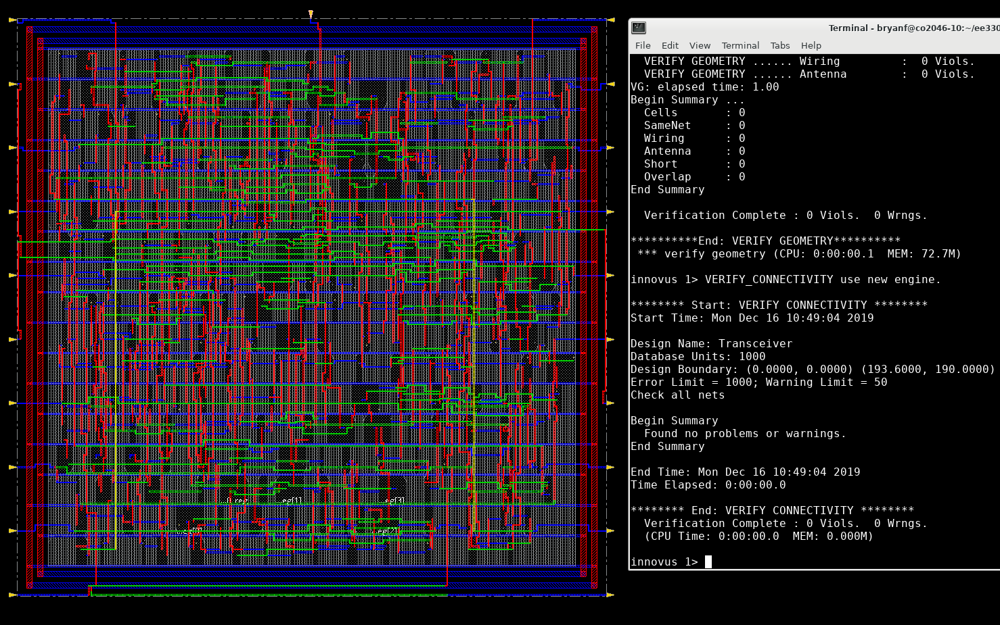 ...() reg
...eg[1]
...eg[3]
...eg[2]
Terminal - bryanf@co2046-10:~/ee330
File Edit View Terminal Tabs Help
VERIFY GEOMETRY ...... Wiring : 0 Viols.
VERIFY GEOMETRY ...... Antenna : 0 Viols.
VG: elapsed time: 1.00
Begin Summary ...
Cells : 0
SameNet : 0
Wiring : 0
Antenna : 0
Short : 0
Overlap : 0
End Summary
Verification Complete : 0 Viols. 0 Wrngs.
**********End: VERIFY GEOMETRY**********
*** verify geometry (CPU: 0:00:00.1 MEM: 72.7M)
innovus 1> VERIFY_CONNECTIVITY use new engine.
******** Start: VERIFY CONNECTIVITY ********
Start Time: Mon Dec 16 10:49:04 2019
Design Name: Transceiver
Database Units: 1000
Design Boundary: (0.0000, 0.0000) (193.6000, 190.0000)
Error Limit = 1000; Warning Limit = 50
Check all nets
Begin Summary
Found no problems or warnings.
End Summary
End Time: Mon Dec 16 10:49:04 2019
Time Elapsed: 0:00:00.0
******** End: VERIFY CONNECTIVITY ********
Verification Complete : 0 Viols. 0 Wrngs.
(CPU Time: 0:00:00.0 MEM: 0.000M)
innovus 1>